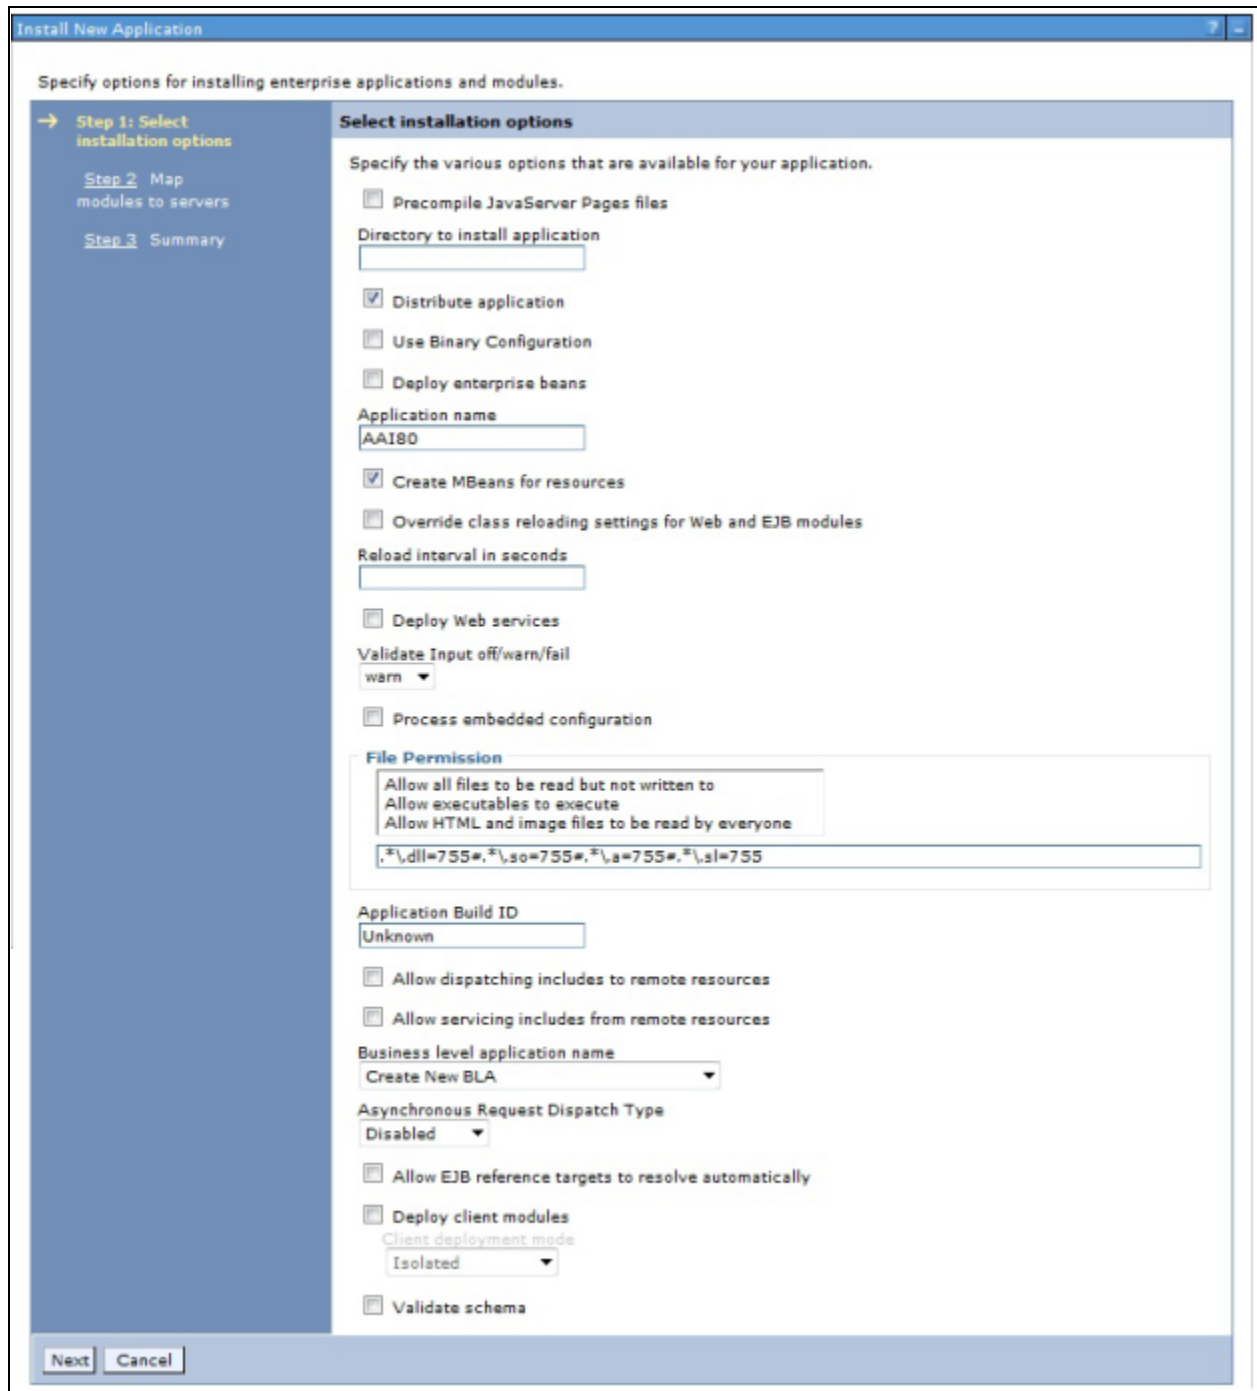 Install New Application
?
Specify options for installing enterprise applications and modules.
Step 1: Select
installation options
Step 2 Map
modules to servers
Step 3 Summary
Select installation options
Specify the various options that are available for your application.
Precompile JavaServer Pages files
Directory to install application
Distribute application
Use Binary Configuration
Deploy enterprise beans
Application name
AAI80
Create MBeans for resources
Override class reloading settings for Web and EJB modules
Reload interval in seconds
Deploy Web services
Validate Input off/warn/fail
warn
Process embedded configuration
File Permission
Allow all files to be read but not written to
Allow executables to execute
Allow HTML and image files to be read by everyone
.*\.dll=755#.*\.so=755#.*\.a=755#.*\.sl=755
Application Build ID
Unknown
Allow dispatching includes to remote resources
Allow servicing includes from remote resources
Business level application name
Create New BLA
Asynchronous Request Dispatch Type
Disabled
Allow EJB reference targets to resolve automatically
Deploy client modules
Client deployment mode
Isolated
Validate schema
Next Cancel